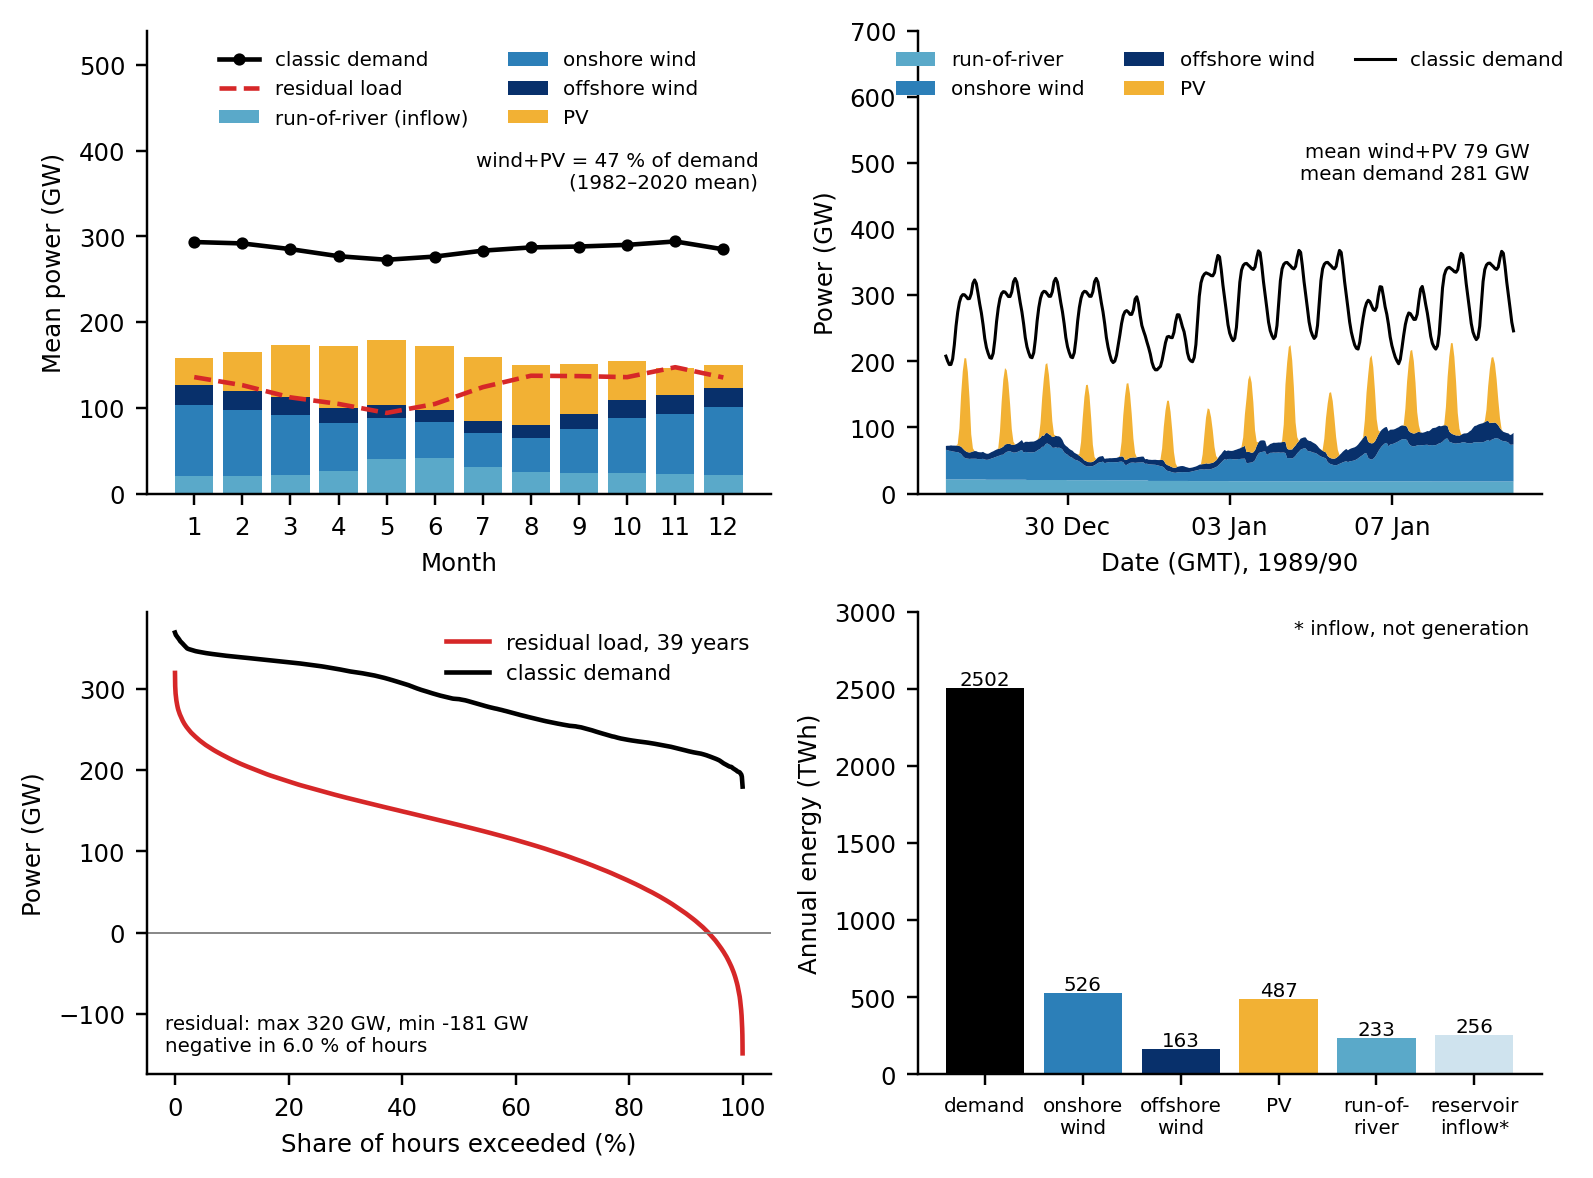 500
400
300
200
100
0
Mean power (GW)
classic demand
residual load
run-of-river (inflow)
onshore wind
offshore wind
PV
wind+PV = 47 % of demand
(1982–2020 mean)
1 2 3 4 5 6 7 8 9 10 11 12
Month
700
600
500
400
300
200
100
0
Power (GW)
run-of-river
onshore wind
offshore wind
PV
classic demand
mean wind+PV 79 GW
mean demand 281 GW
30 Dec 03 Jan 07 Jan
Date (GMT), 1989/90
300
200
100
0
−100
Power (GW)
residual load, 39 years
classic demand
residual: max 320 GW, min -181 GW
negative in 6.0 % of hours
0 20 40 60 80 100
Share of hours exceeded (%)
3000
2500
2000
1500
1000
500
0
Annual energy (TWh)
* inflow, not generation
2502
526
163
487
233
256
demand
onshore
wind
offshore
wind
PV
run-of-
river
reservoir
inflow*